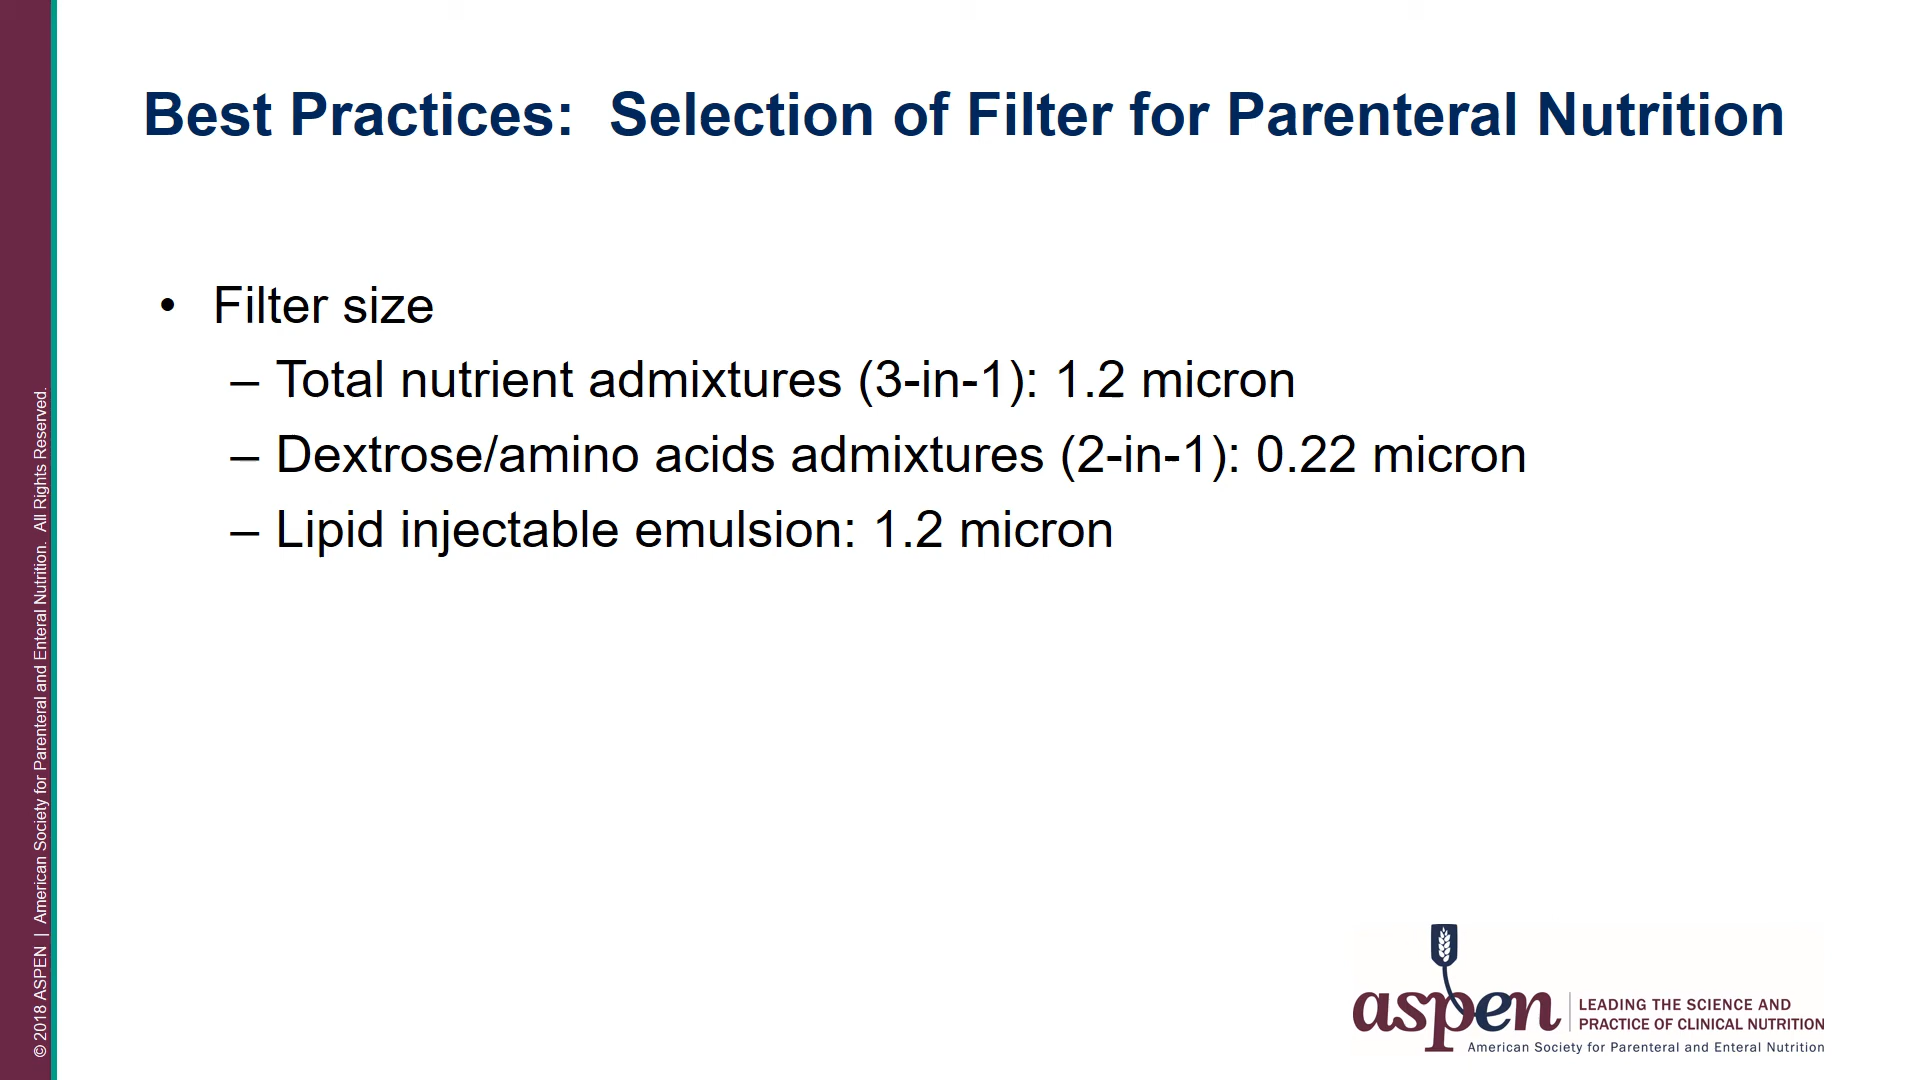 Best Practices:  Selection of Filter for Parenteral Nutrition
• Filter size
– Total nutrient admixtures (3-in-1): 1.2 micron
– Dextrose/amino acids admixtures (2-in-1): 0.22 micron
– Lipid injectable emulsion: 1.2 micron
© 2018 ASPEN | American Society for Parenteral and Enteral Nutrition.  All Rights Reserved.
aspen
LEADING THE SCIENCE AND
PRACTICE OF CLINICAL NUTRITION
American Society for Parenteral and Enteral Nutrition